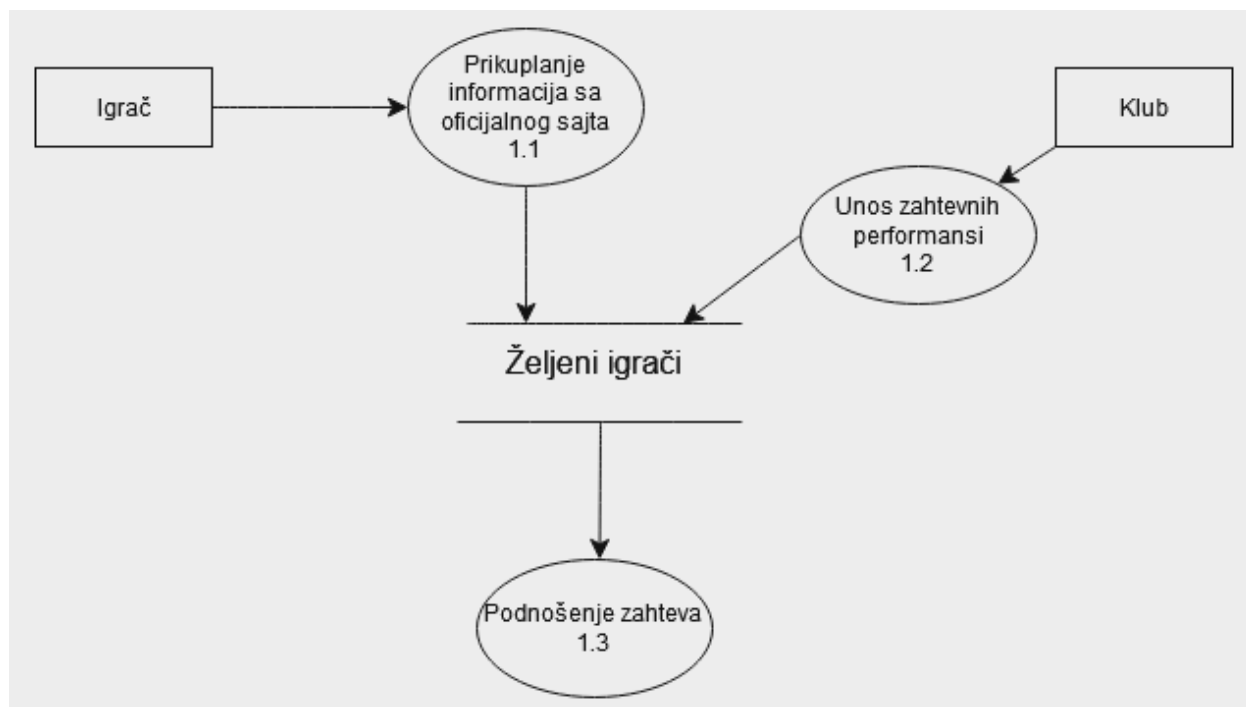 Igrač
Prikuplanje
informacija sa
oficijalnog sajta
1.1
Klub
Unos zahtevnih
performansi
1.2
Željeni igrači
Podnošenje zahteva
1.3